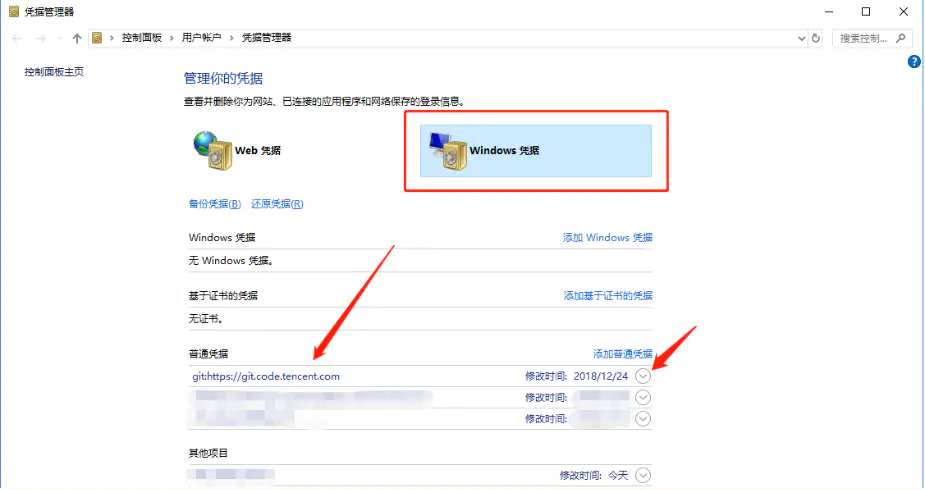 凭据管理器
控制面板 › 用户帐户 › 凭据管理器 搜索控制...
控制面板主页
管理你的凭据
查看并删除你为网站、已连接的应用程序和网络保存的登录信息。
Web 凭据 Windows 凭据
备份凭据(B) 还原凭据(R)
Windows 凭据 添加 Windows 凭据
无 Windows 凭据。
基于证书的凭据 添加基于证书的凭据
无证书。
普通凭据 添加普通凭据
git:https://git.code.tencent.com 修改时间: 2018/12/24
修改时间:
修改时间:
其他项目
修改时间: 今天